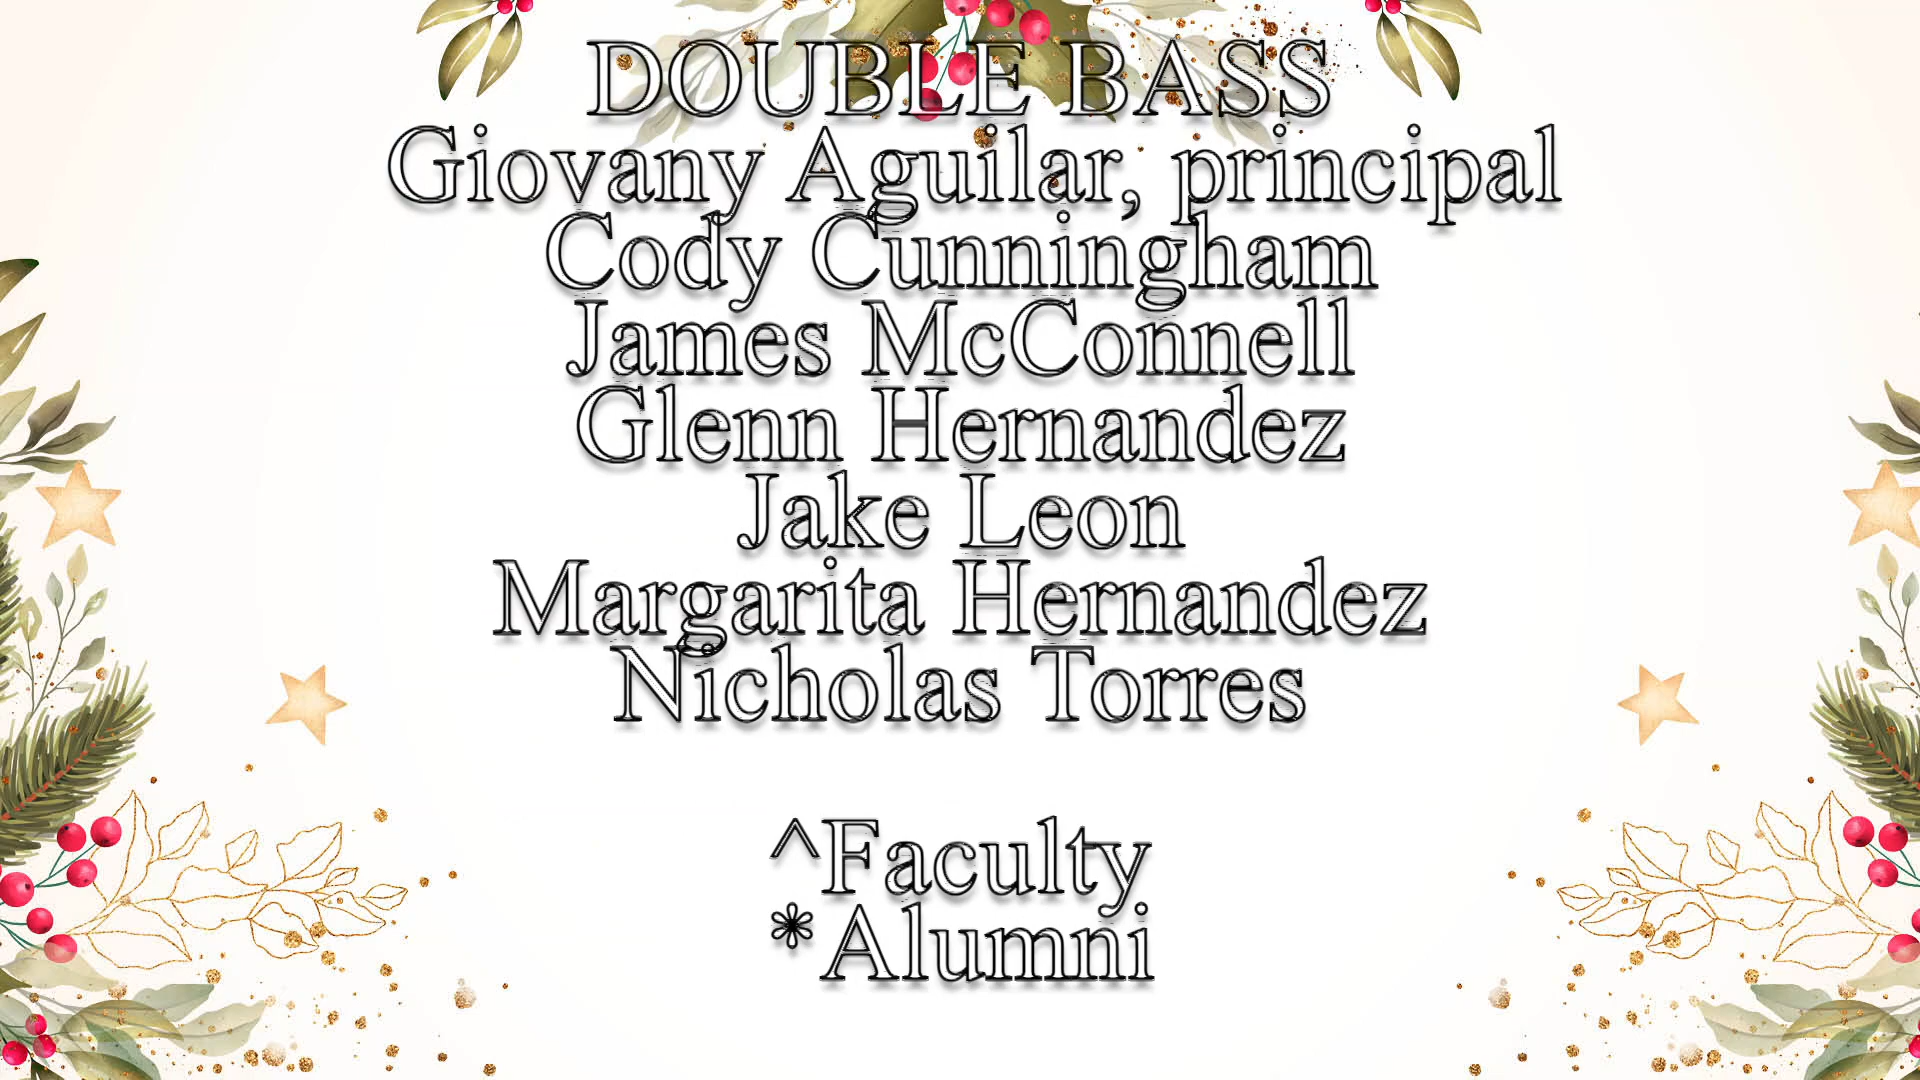 DOUBLE BASS
Giovany Aguilar, principal
Cody Cunningham
James McConnell
Glenn Hernandez
Jake Leon
Margarita Hernandez
Nicholas Torres
^Faculty
*Alumni